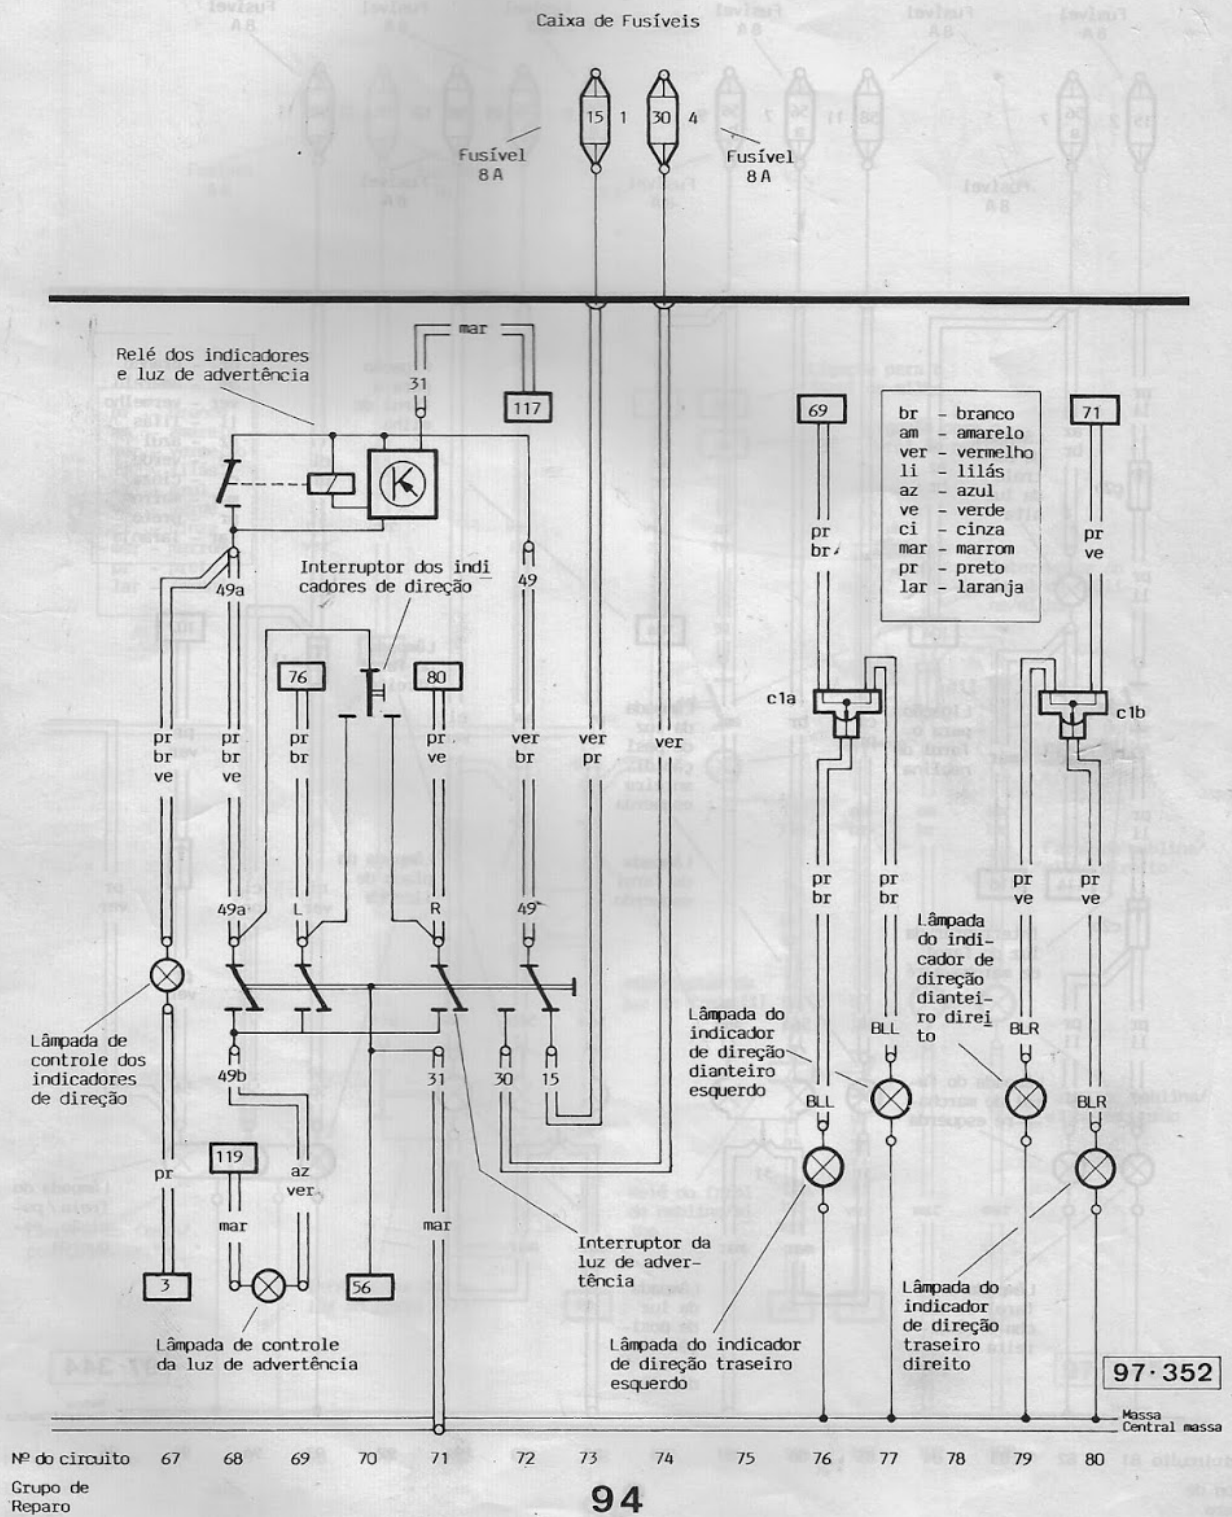 Caixa de Fusíveis
15 1 30 4
Fusível
8A
Fusível
8A
mar
Relé dos indicadores
e luz de advertência
31
117
69
71
br - branco
am - amarelo
ver - vermelho
li - lilás
az - azul
ve - verde
ci - cinza
mar - marrom
pr - preto
lar - laranja
K
pr
br
pr
ve
49a
Interruptor dos indi
cadores de direção
49
76
80
c1a
c1b
pr
br
ve
pr
br
ve
pr
br
pr
ve
ver
br
ver
pr
ver
pr
br
pr
br
pr
ve
pr
ve
49a
L
R
49
Lâmpada
do indi-
cador de
direção
diantei-
ro direi
to
Lâmpada do
indicador
de direção
dianteiro
esquerdo
BLL
BLR
Lâmpada de
controle dos
indicadores
de direção
49b
31
30
15
BLL
BLR
pr
119
az
ver
mar
mar
3
56
Interruptor da
luz de adver-
tência
Lâmpada de controle
da luz de advertência
Lâmpada do indicador
de direção traseiro
esquerdo
Lâmpada do
indicador
de direção
traseiro
direito
97·352
Massa
Central massa
Nº do circuito 67 68 69 70 71 72 73 74 75 76 77 78 79 80
Grupo de
Reparo
94